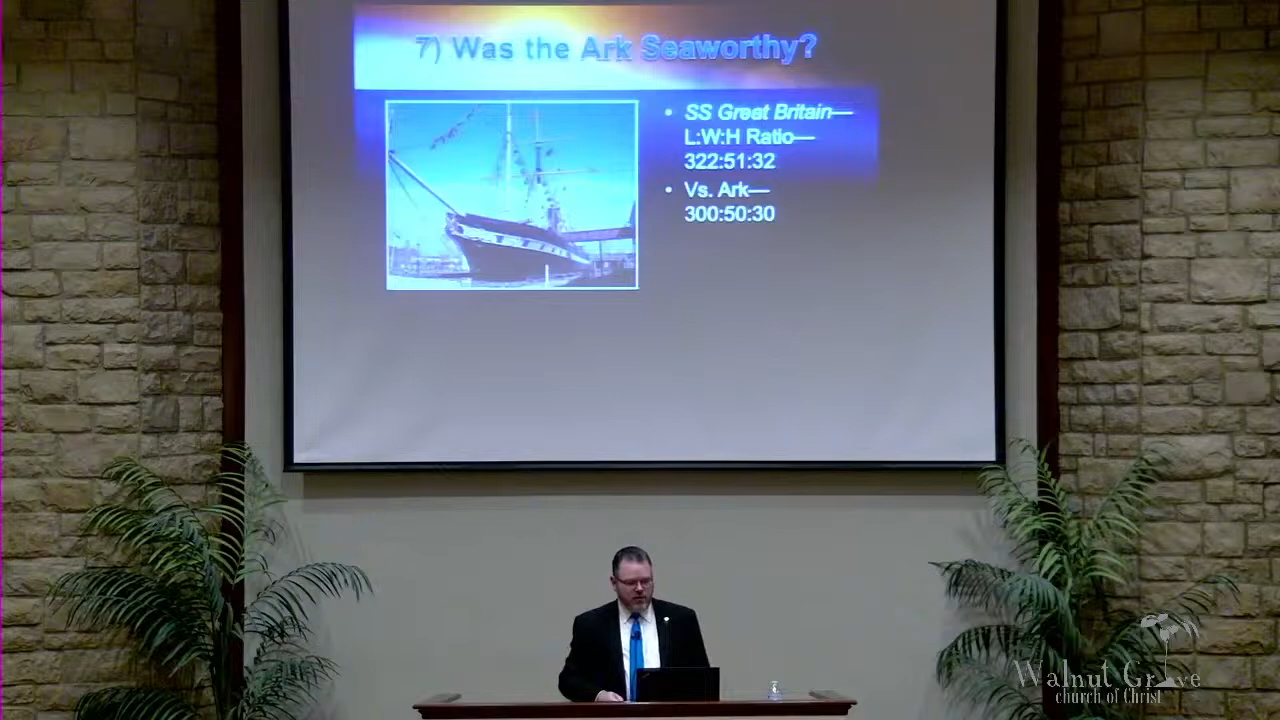 7) Was the Ark Seaworthy?
• SS Great Britain—
L:W:H Ratio—
322:51:32
• Vs. Ark—
300:50:30
Walnut Grove
church of Christ